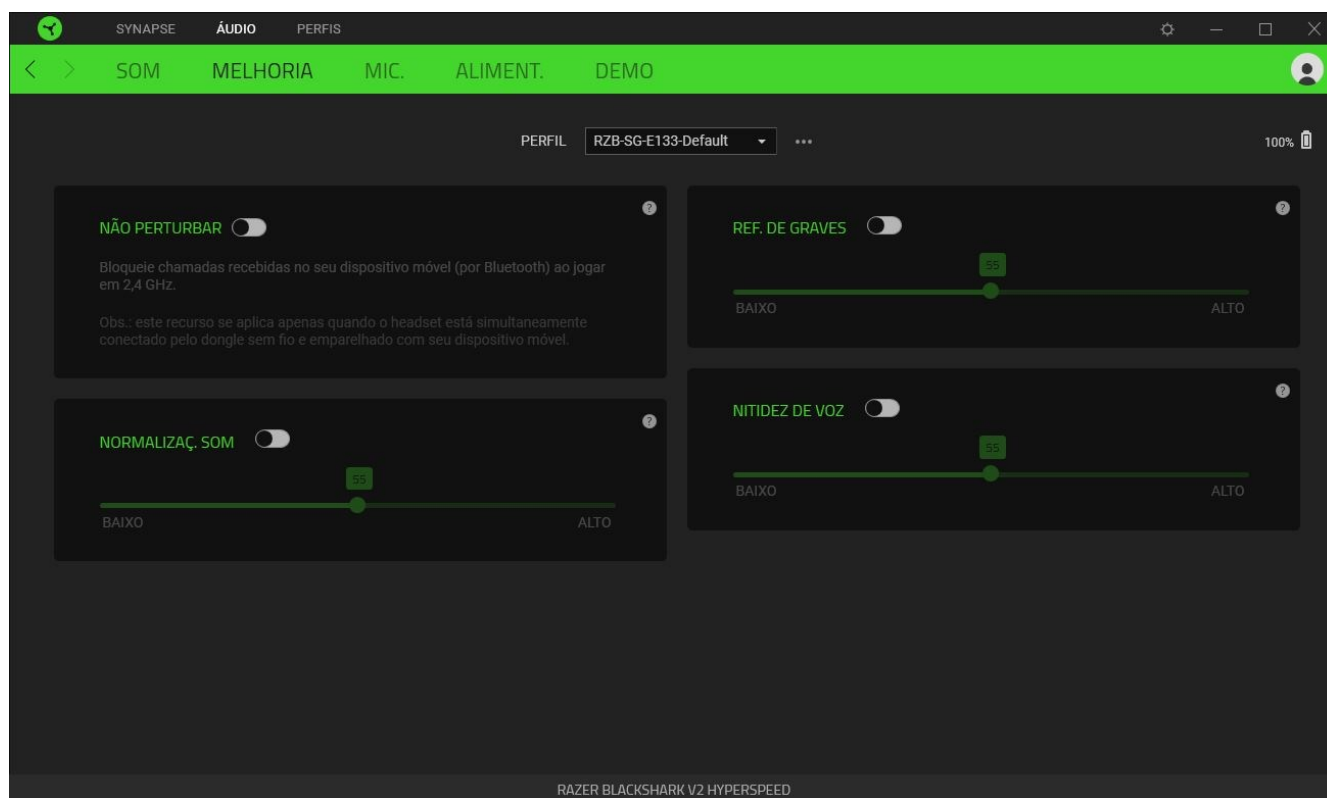 SYNAPSE ÁUDIO PERFIS
SOM MELHORIA MIC. ALIMENT. DEMO
PERFIL RZB-SG-E133-Default
100%
NÃO PERTURBAR
Bloqueie chamadas recebidas no seu dispositivo móvel (por Bluetooth) ao jogar
em 2,4 GHz.
Obs.: este recurso se aplica apenas quando o headset está simultaneamente
conectado pelo dongle sem fio e emparelhado com seu dispositivo móvel.
NORMALIZAÇ. SOM
55
BAIXO ALTO
REF. DE GRAVES
55
BAIXO ALTO
NITIDEZ DE VOZ
55
BAIXO ALTO
RAZER BLACKSHARK V2 HYPERSPEED